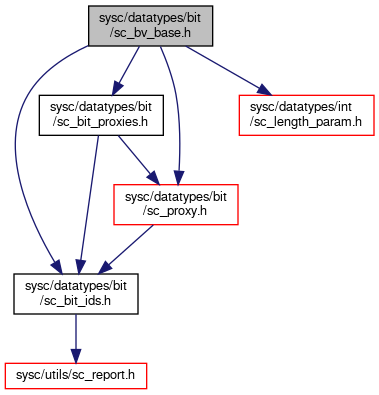 sysc/datatypes/bit
/sc_bv_base.h
sysc/datatypes/bit
/sc_bit_proxies.h
sysc/datatypes/int
/sc_length_param.h
sysc/datatypes/bit
/sc_proxy.h
sysc/datatypes/bit
/sc_bit_ids.h
sysc/utils/sc_report.h